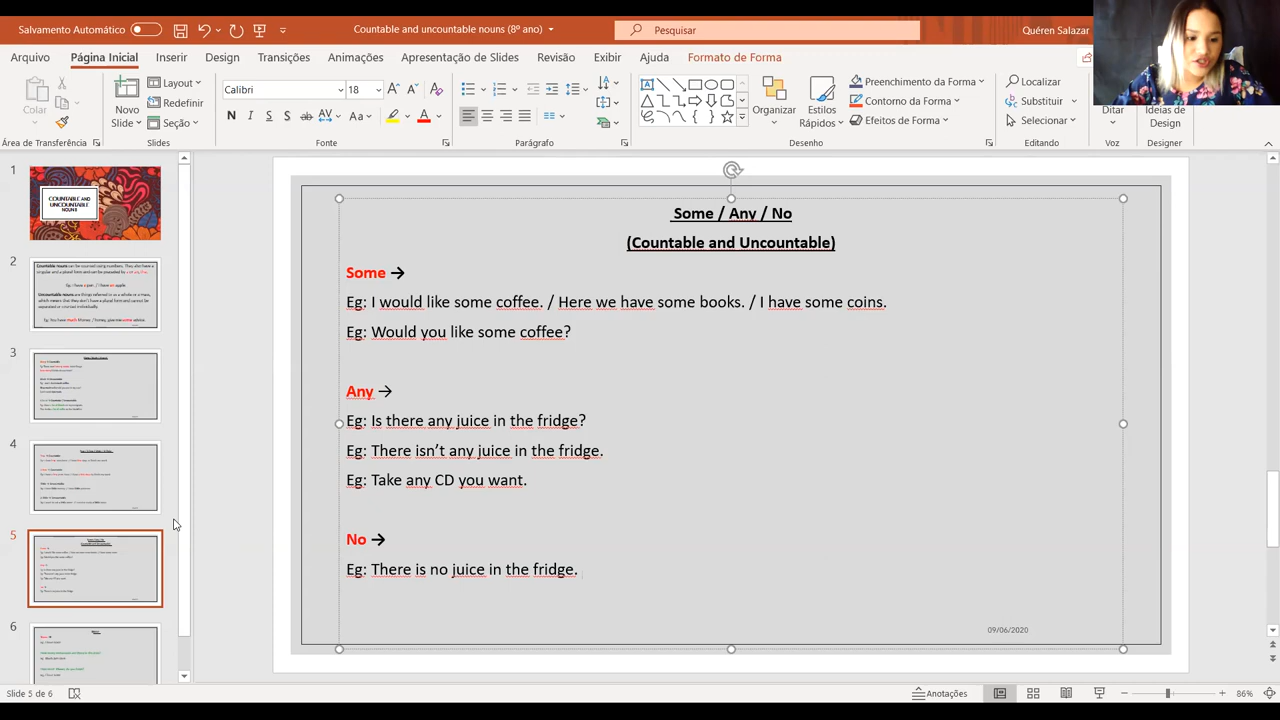 Salvamento Automático
Countable and uncountable nouns (8º ano)
Pesquisar
Quéren Salazar
Arquivo
Página Inicial
Inserir
Design
Transições
Animações
Apresentação de Slides
Revisão
Exibir
Ajuda
Formato de Forma
Colar
Novo
Slide
Layout
Redefinir
Seção
Calibri
18
Organizar
Estilos
Rápidos
Preenchimento da Forma
Contorno da Forma
Efeitos de Forma
Localizar
Substituir
Selecionar
Ditar
Ideias de
Design
Área de Transferência
Slides
Fonte
Parágrafo
Desenho
Editando
Voz
Designer
1
COUNTABLE AND
UNCOUNTABLE
NOUNS
2
3
4
5
6
Some / Any / No
(Countable and Uncountable)
Some →
Eg: I would like some coffee. / Here we have some books. / I have some coins.
Eg: Would you like some coffee?
Any →
Eg: Is there any juice in the fridge?
Eg: There isn't any juice in the fridge.
Eg: Take any CD you want.
No →
Eg: There is no juice in the fridge.
09/06/2020
Slide 5 de 6
Anotações
86%